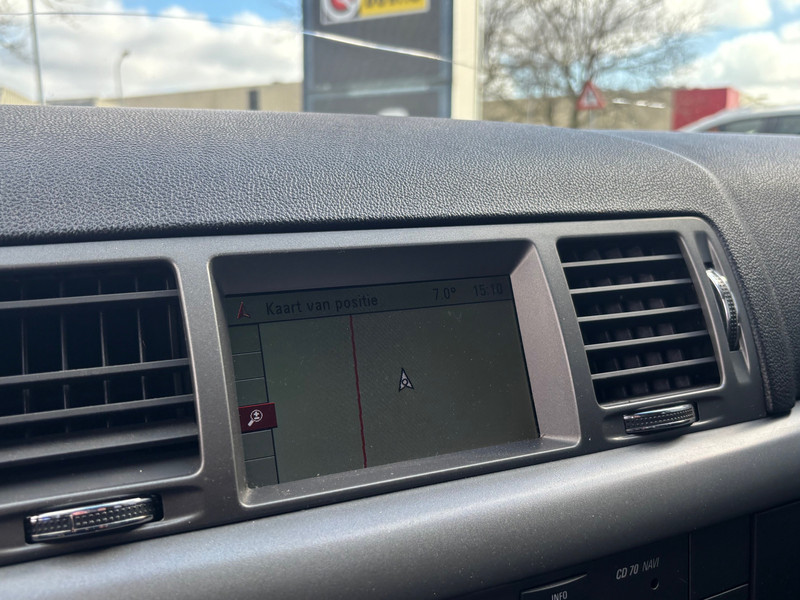 Kaart van positie 7.0° 15:10
CD 70 NAVI
INFO